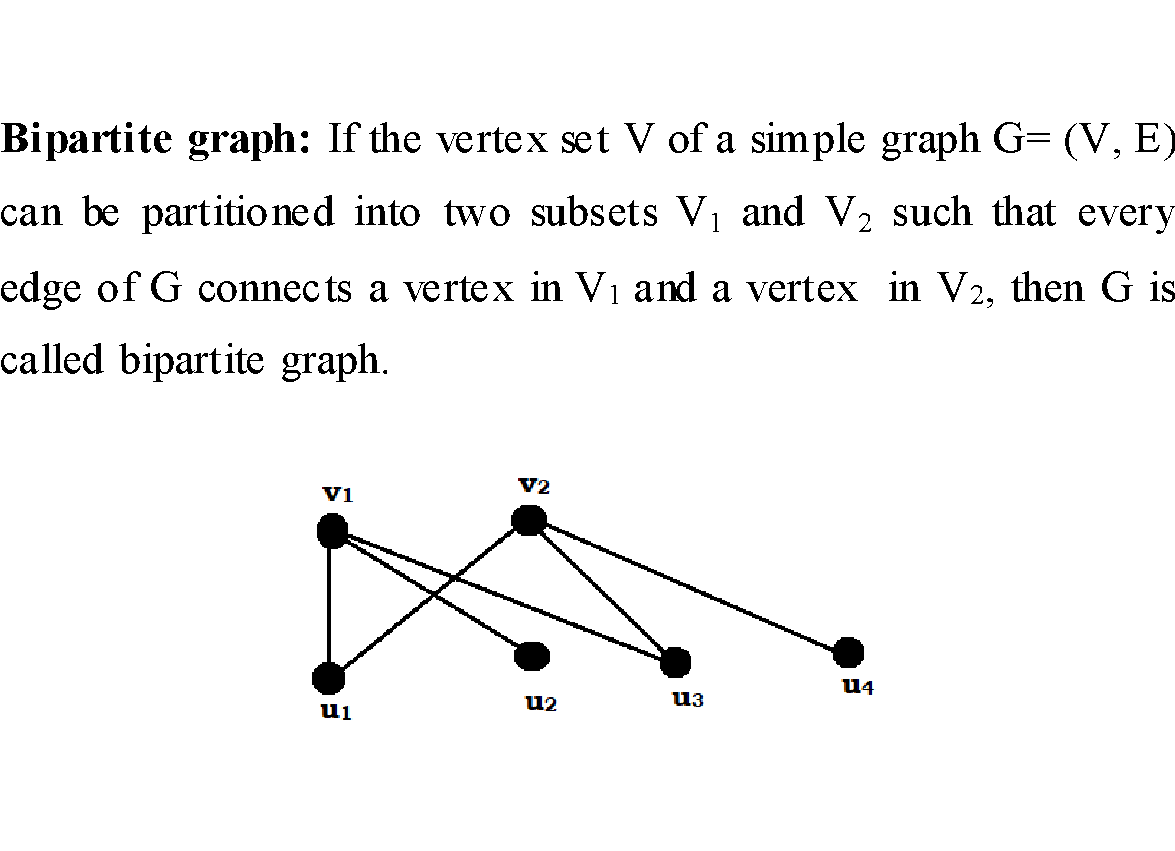 Bipartite graph: If the vertex set V of a simple graph G= (V, E)
can be partitioned into two subsets V₁ and V₂ such that every
edge of G connects a vertex in V₁ and a vertex in V₂, then G is
called bipartite graph.
v1 v2
u1 u2 u3 u4